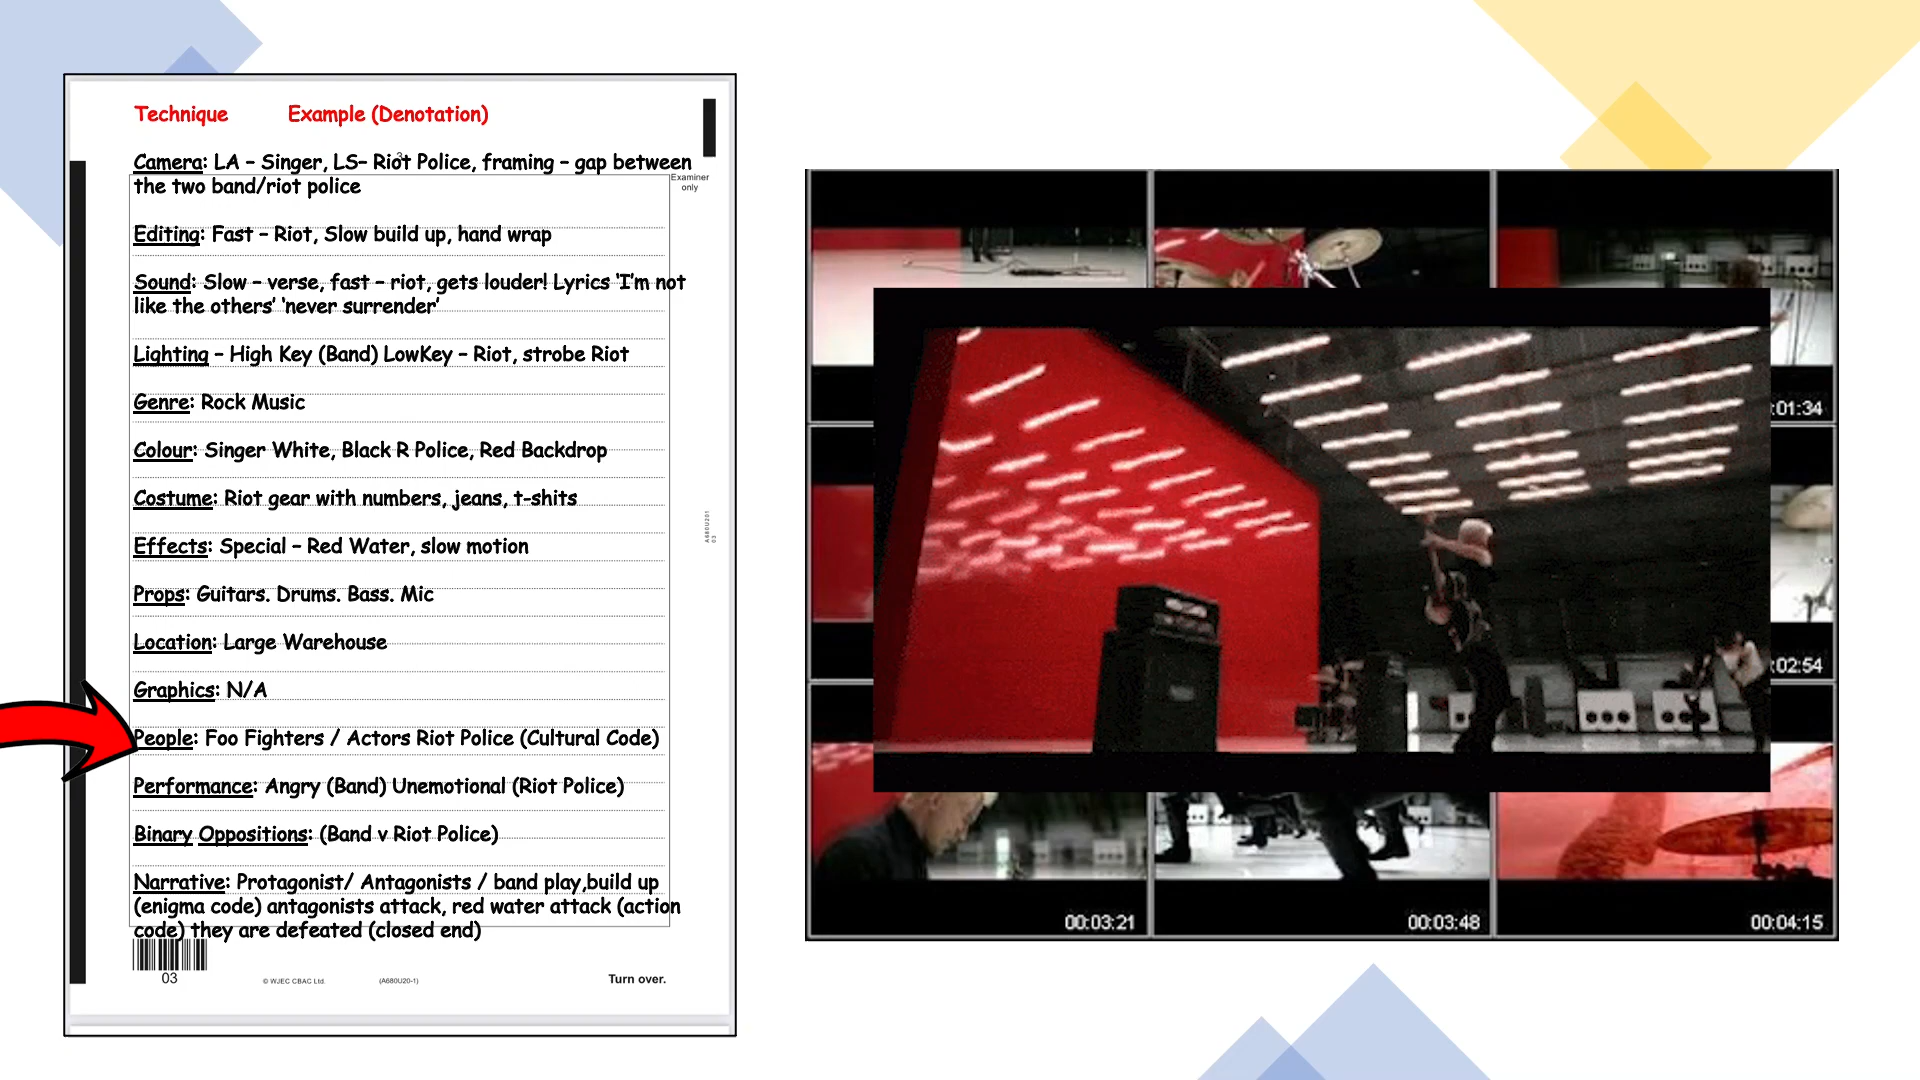 Technique Example (Denotation)
3
Camera: LA – Singer, LS– Riot Police, framing – gap between
the two band/riot police
Examiner
only
Editing: Fast – Riot, Slow build up, hand wrap
Sound: Slow – verse, fast – riot, gets louder! Lyrics ‘I’m not
like the others’ ‘never surrender’
Lighting – High Key (Band) LowKey – Riot, strobe Riot
Genre: Rock Music
Colour: Singer White, Black R Police, Red Backdrop
Costume: Riot gear with numbers, jeans, t-shits
A680U201
03
Effects: Special – Red Water, slow motion
Props: Guitars. Drums. Bass. Mic
Location: Large Warehouse
Graphics: N/A
People: Foo Fighters / Actors Riot Police (Cultural Code)
Performance: Angry (Band) Unemotional (Riot Police)
Binary Oppositions: (Band v Riot Police)
Narrative: Protagonist/ Antagonists / band play,build up
(enigma code) antagonists attack, red water attack (action
code) they are defeated (closed end)
03
© WJEC CBAC Ltd.
(A680U20-1)
Turn over.
:01:34
:02:54
00:03:21
00:03:48
00:04:15